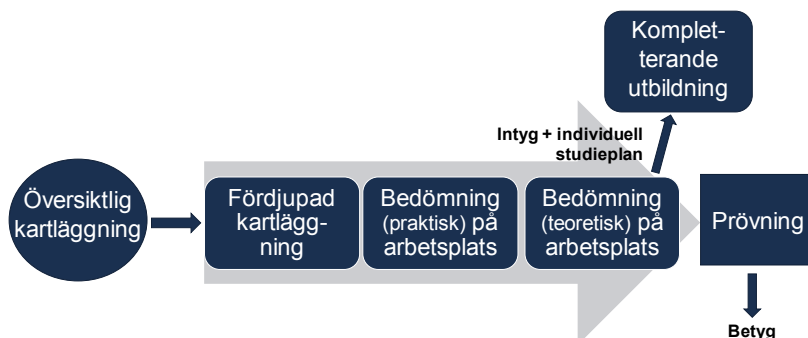 Komplet-
terande
utbildning
Intyg + individuell
studieplan
Översiktlig
kartläggning
Fördjupad
kartlägg-
ning
Bedömning
(praktisk) på
arbetsplats
Bedömning
(teoretisk) på
arbetsplats
Prövning
Betyg